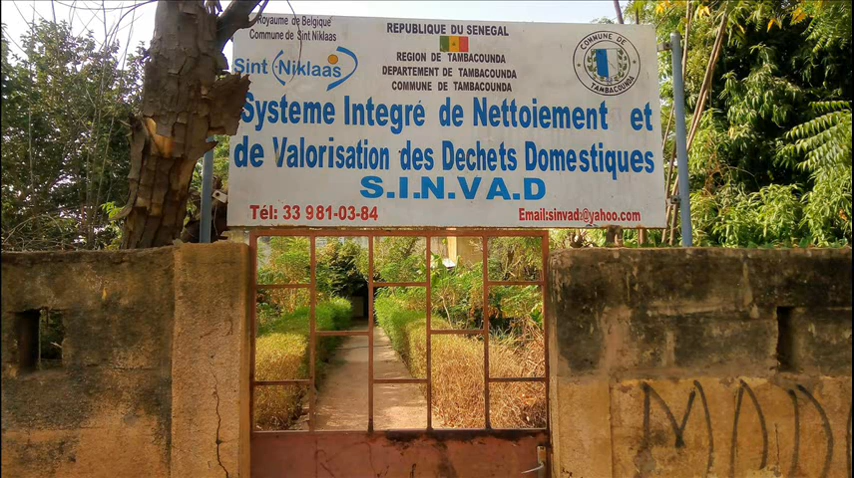 Royaume de Belgique
Commune de Sint Niklaas
Sint Niklaas
REPUBLIQUE DU SENEGAL
REGION DE TAMBACOUNDA
DEPARTEMENT DE TAMBACOUNDA
COMMUNE DE TAMBACOUNDA
COMMUNE DE
TAMBACOUNDA
Systeme Integré de Nettoiement et
de Valorisation des Dechets Domestiques
S.I.N.VA.D
Tél: 33 981-03-84
Email:sinvad@yahoo.com